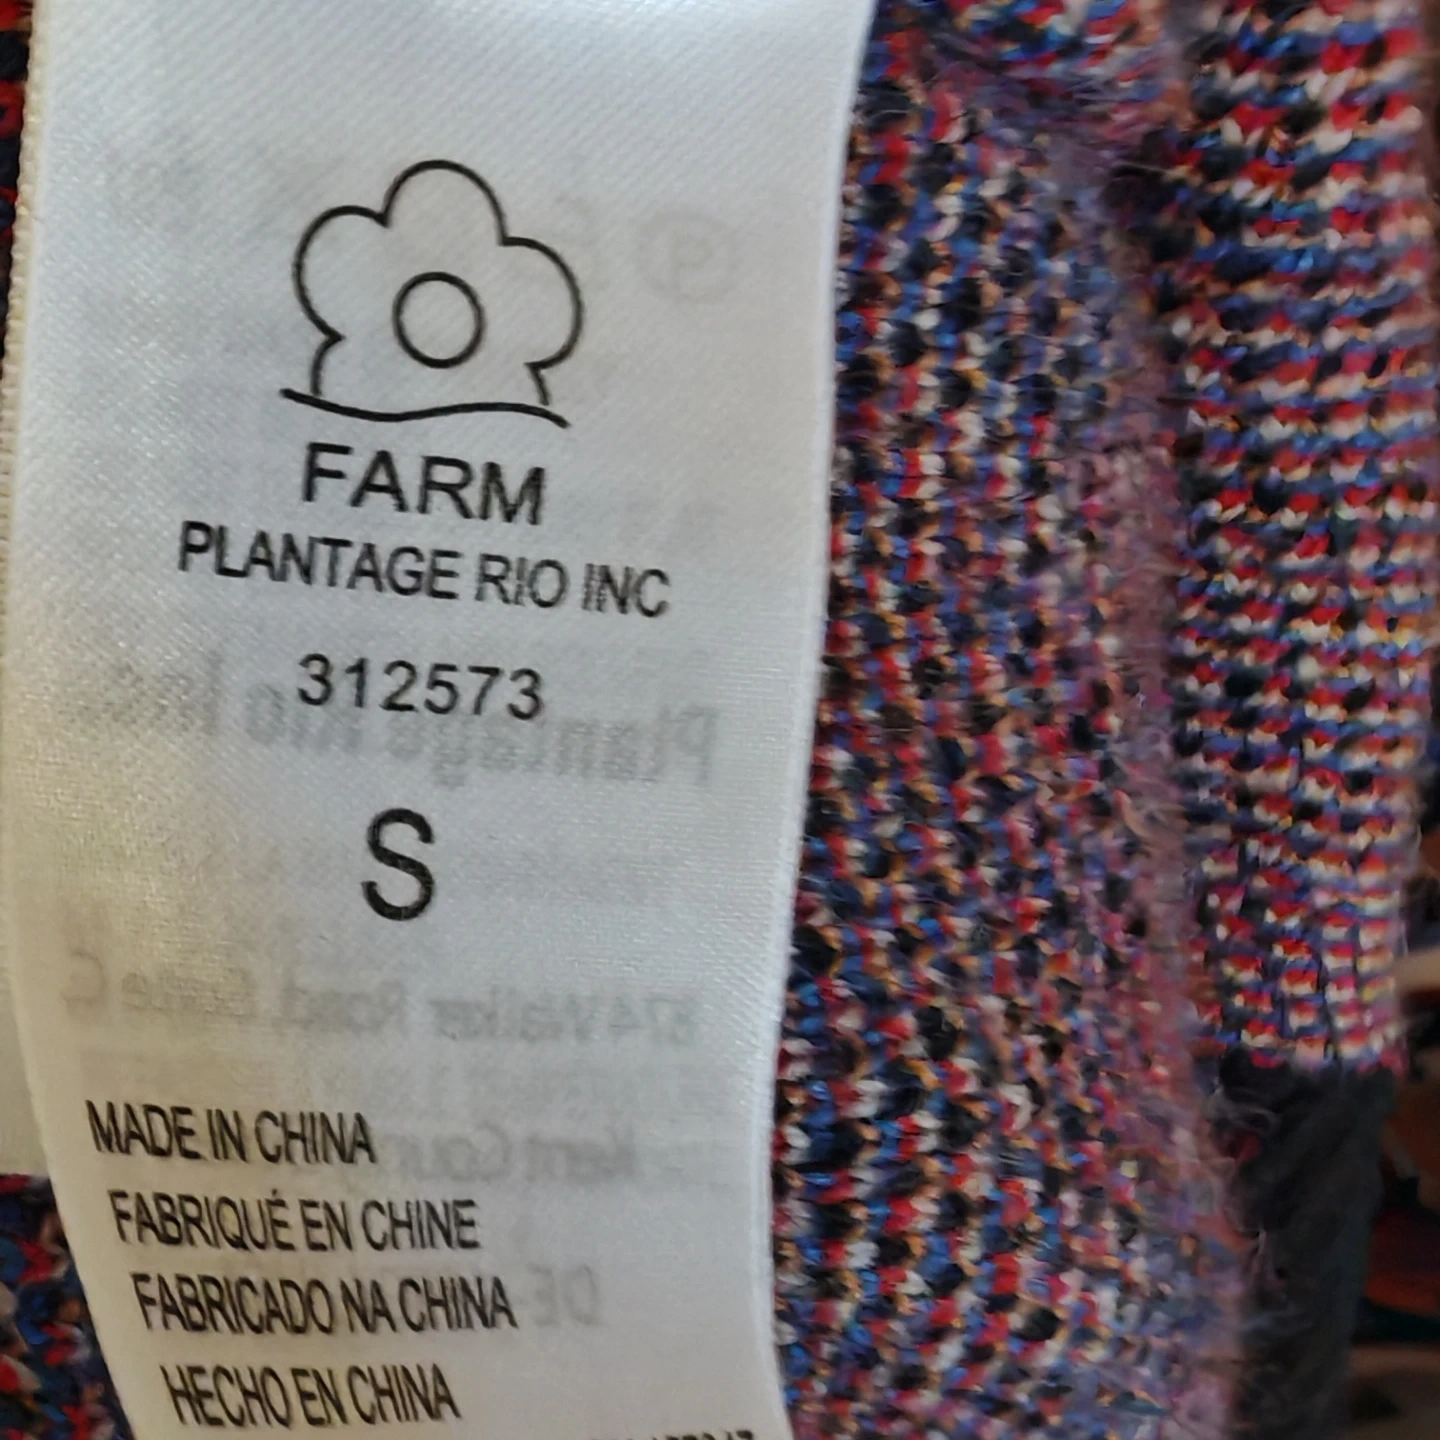 FARM
PLANTAGE RIO INC
312573
S
MADE IN CHINA
FABRIQUÉ EN CHINE
FABRICADO NA CHINA
HECHO EN CHINA